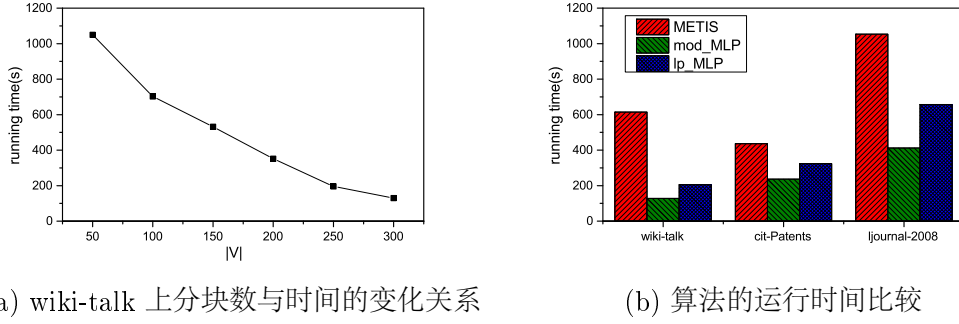 1200
1000
800
600
400
200
0
running time(s)
50 100 150 200 250 300
|V|
1200
1000
800
600
400
200
0
running time(s)
METIS
mod_MLP
lp_MLP
wiki-talk cit-Patents ljournal-2008
a) wiki-talk 上分块数与时间的变化关系
(b) 算法的运行时间比较